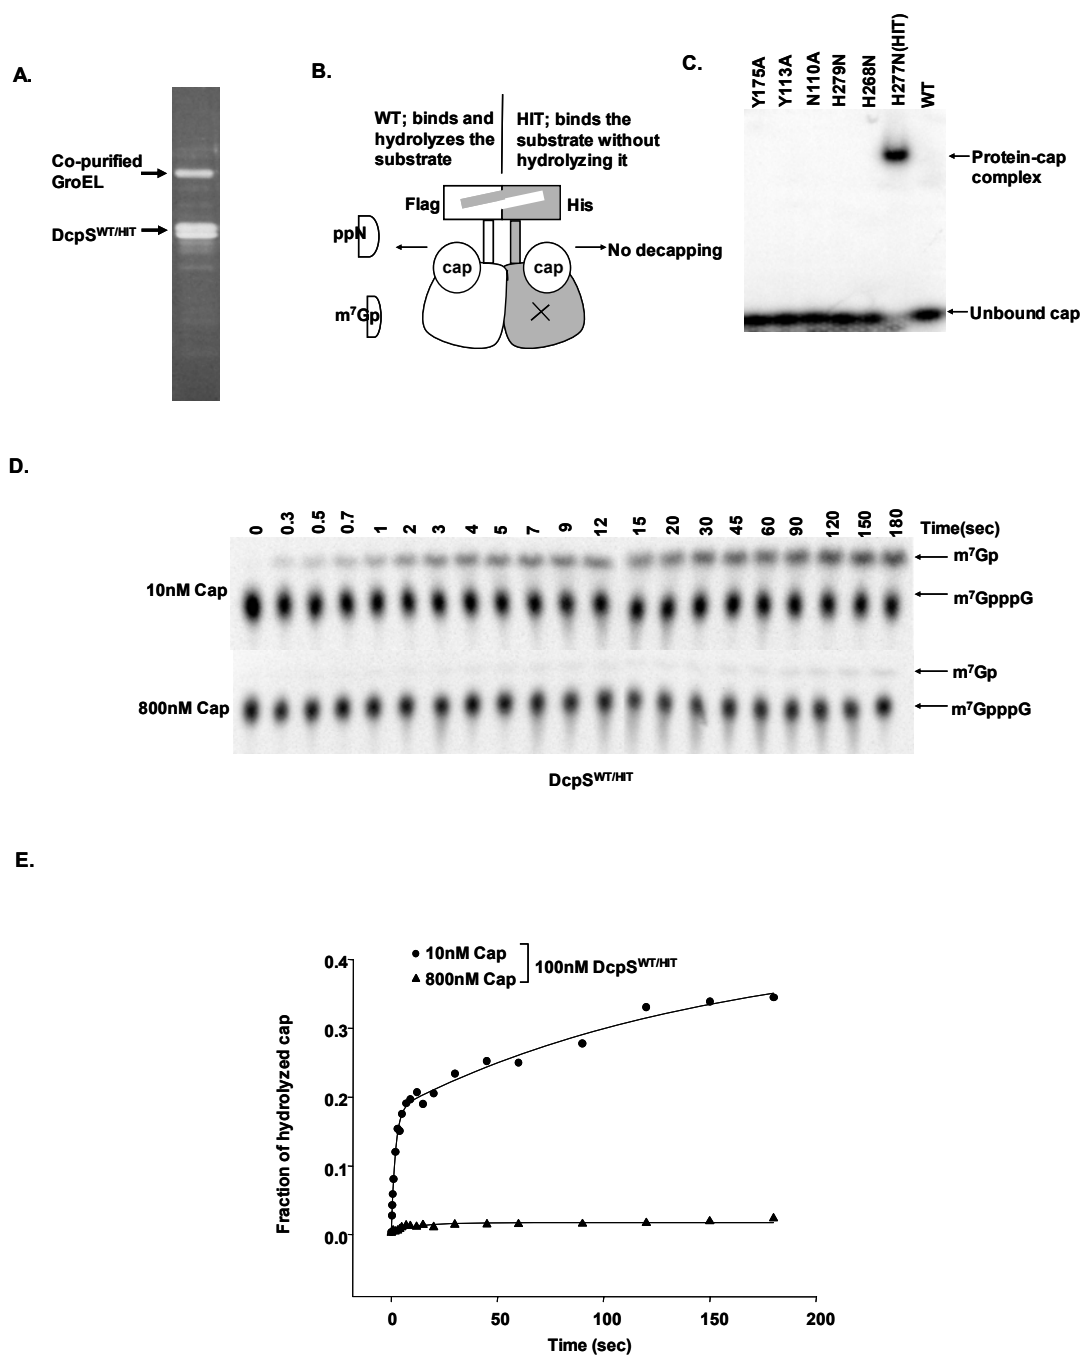 A.
Co-purified
GroEL
DcpS^WT/HIT
B.
WT; binds and
hydrolyzes the
substrate
HIT; binds the
substrate without
hydrolyzing it
Flag
His
ppN
cap
cap
No decapping
m⁷Gp
C.
Y175A
Y113A
N110A
H279N
H268N
H277N(HIT)
WT
Protein-cap
complex
Unbound cap
D.
0 0.3 0.5 0.7 1 2 3 4 5 7 9 12 15 20 30 45 60 90 120 150 180 Time(sec)
m⁷Gp
10nM Cap
m⁷GpppG
m⁷Gp
800nM Cap
m⁷GpppG
DcpS^WT/HIT
E.
10nM Cap
800nM Cap
100nM DcpS^WT/HIT
0.4
0.3
0.2
0.1
0.0
Fraction of hydrolyzed cap
0 50 100 150 200
Time (sec)